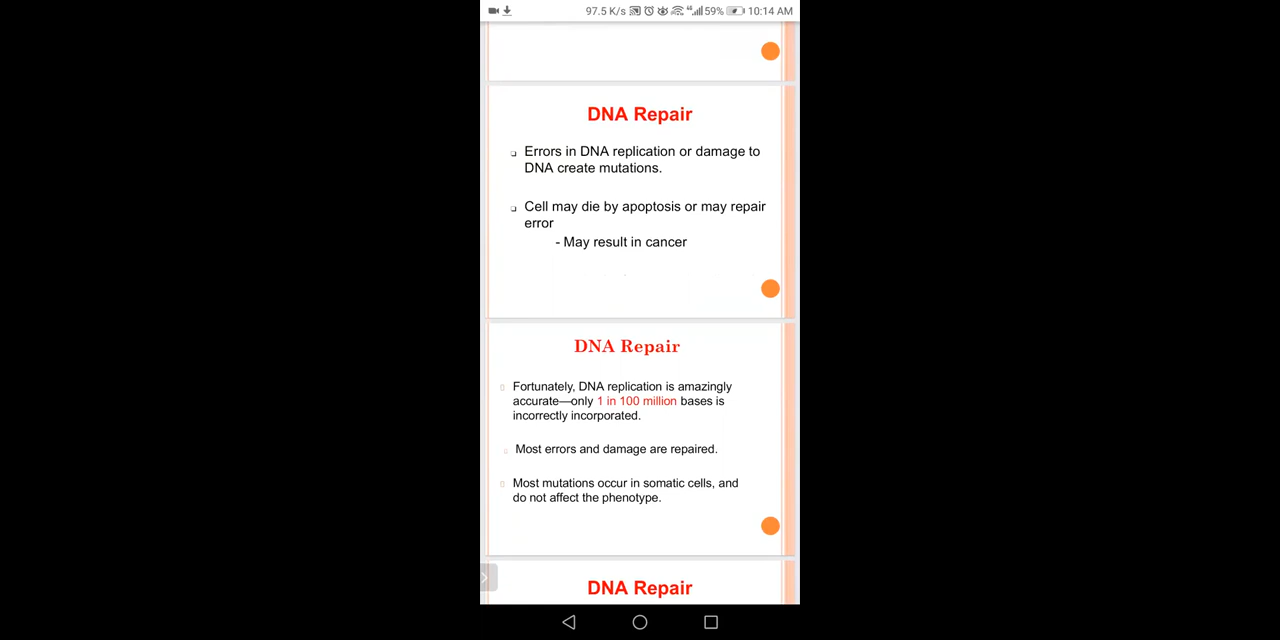 97.5 K/s 59% 10:14 AM
DNA Repair
❑ Errors in DNA replication or damage to
DNA create mutations.
❑ Cell may die by apoptosis or may repair
error
- May result in cancer
DNA Repair
Fortunately, DNA replication is amazingly
accurate—only 1 in 100 million bases is
incorrectly incorporated.
Most errors and damage are repaired.
Most mutations occur in somatic cells, and
do not affect the phenotype.
DNA Repair